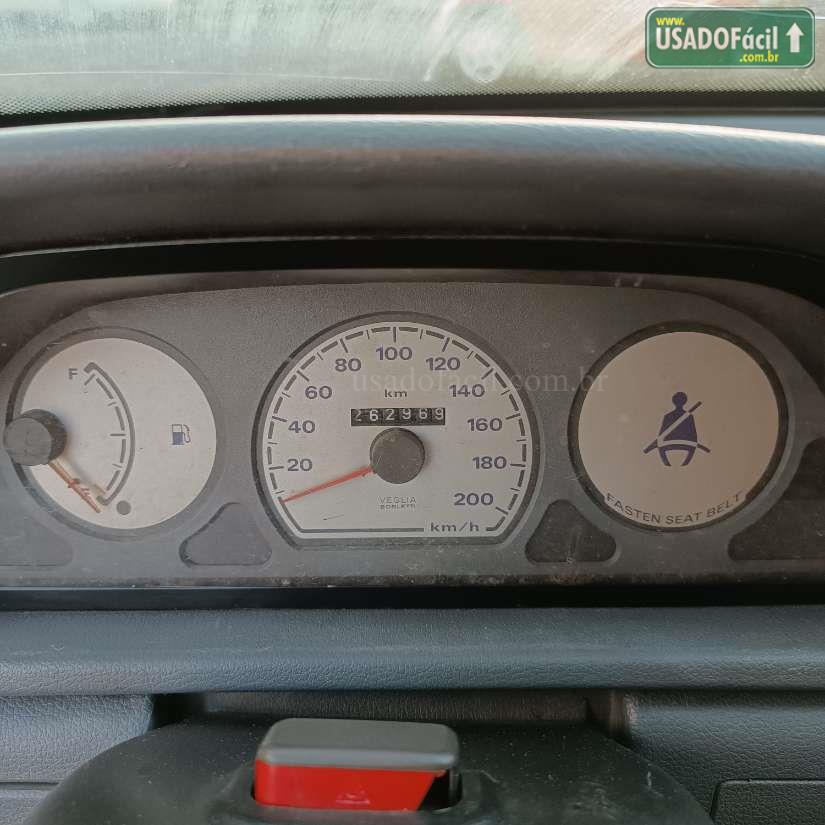 www.
USADOFácil
.com.br
usadofacil.com.br
F
20
40
60
80
100
120
140
160
180
200
km
262969
VEGLIA
BORLETTI
km/h
FASTEN SEAT BELT